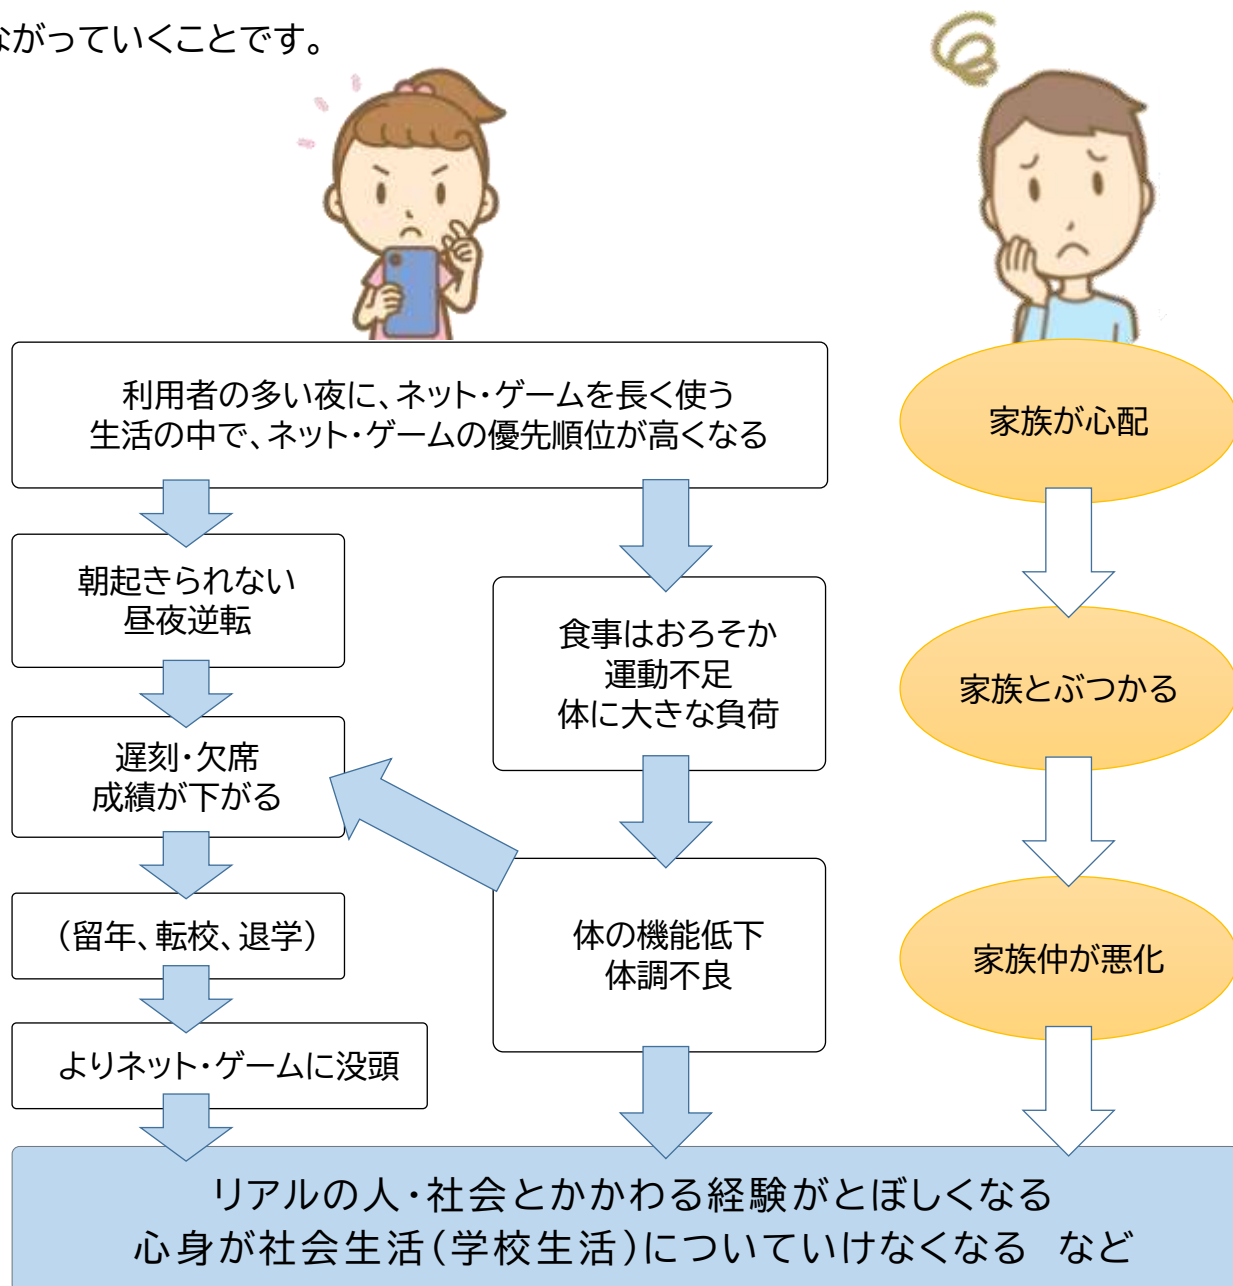 ながっていくことです。
利用者の多い夜に、ネット・ゲームを長く使う
生活の中で、ネット・ゲームの優先順位が高くなる
朝起きられない
昼夜逆転
遅刻・欠席
成績が下がる
（留年、転校、退学）
よりネット・ゲームに没頭
食事はおろそか
運動不足
体に大きな負荷
体の機能低下
体調不良
家族が心配
家族とぶつかる
家族仲が悪化
リアルの人・社会とかかわる経験がとぼしくなる
心身が社会生活（学校生活）についていけなくなる　など